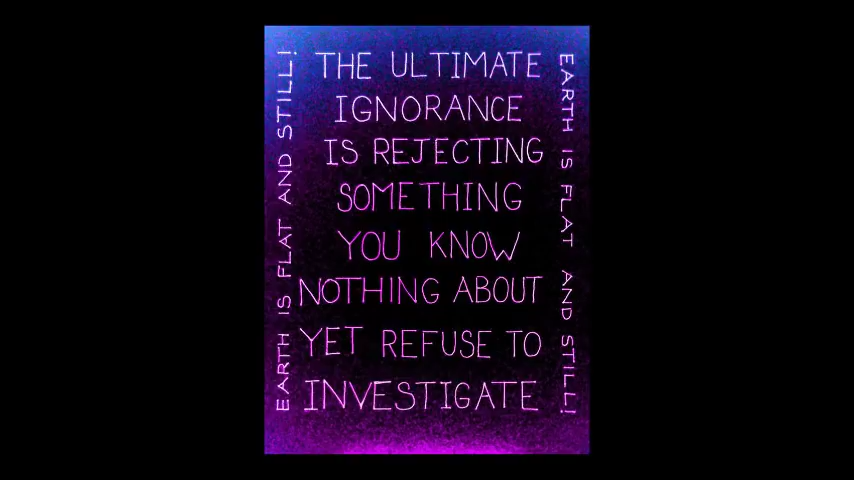 EARTH IS FLAT AND STILL!
THE ULTIMATE
IGNORANCE
IS REJECTING
SOMETHING
YOU KNOW
NOTHING ABOUT
YET REFUSE TO
INVESTIGATE
EARTH IS FLAT AND STILL!